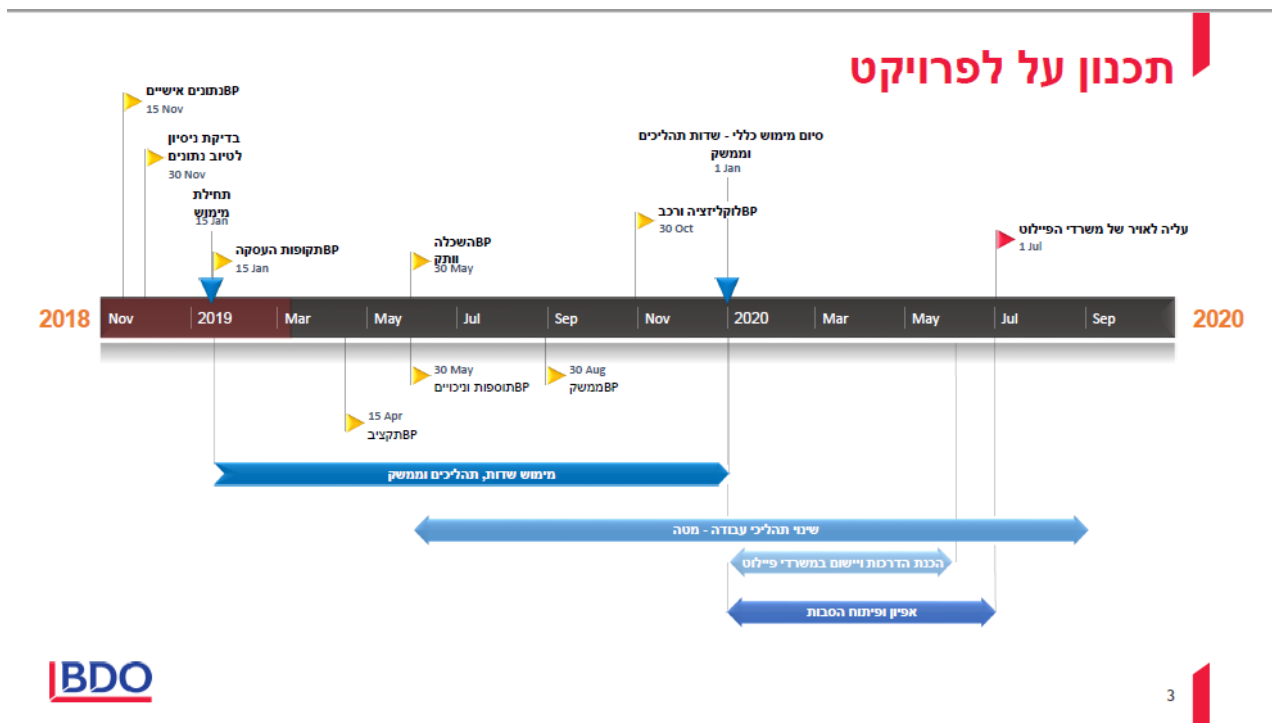 תכנון על לפרויקט
BPנתונים אישיים
15 Nov
בדיקת ניסיון
לטיוב נתונים
30 Nov
תחילת
מימוש
15 Jan
BPתקופות העסקה
15 Jan
BPהשכלה
וותק
30 May
סיום מימוש כללי - שדות תהליכים
וממשק
1 Jan
BPלוקליזציה ורכב
30 Oct
עליה לאויר של משרדי הפיילוט
1 Jul
2018 Nov 2019 Mar May Jul Sep Nov 2020 Mar May Jul Sep 2020
30 May
BPתוספות וניכויים
30 Aug
BPממשק
15 Apr
BPתקציב
מימוש שדות, תהליכים וממשק
שינוי תהליכי עבודה - מטה
הכנת הדרכות ויישום במשרדי פיילוט
אפיון ופיתוח הסבות
BDO
3